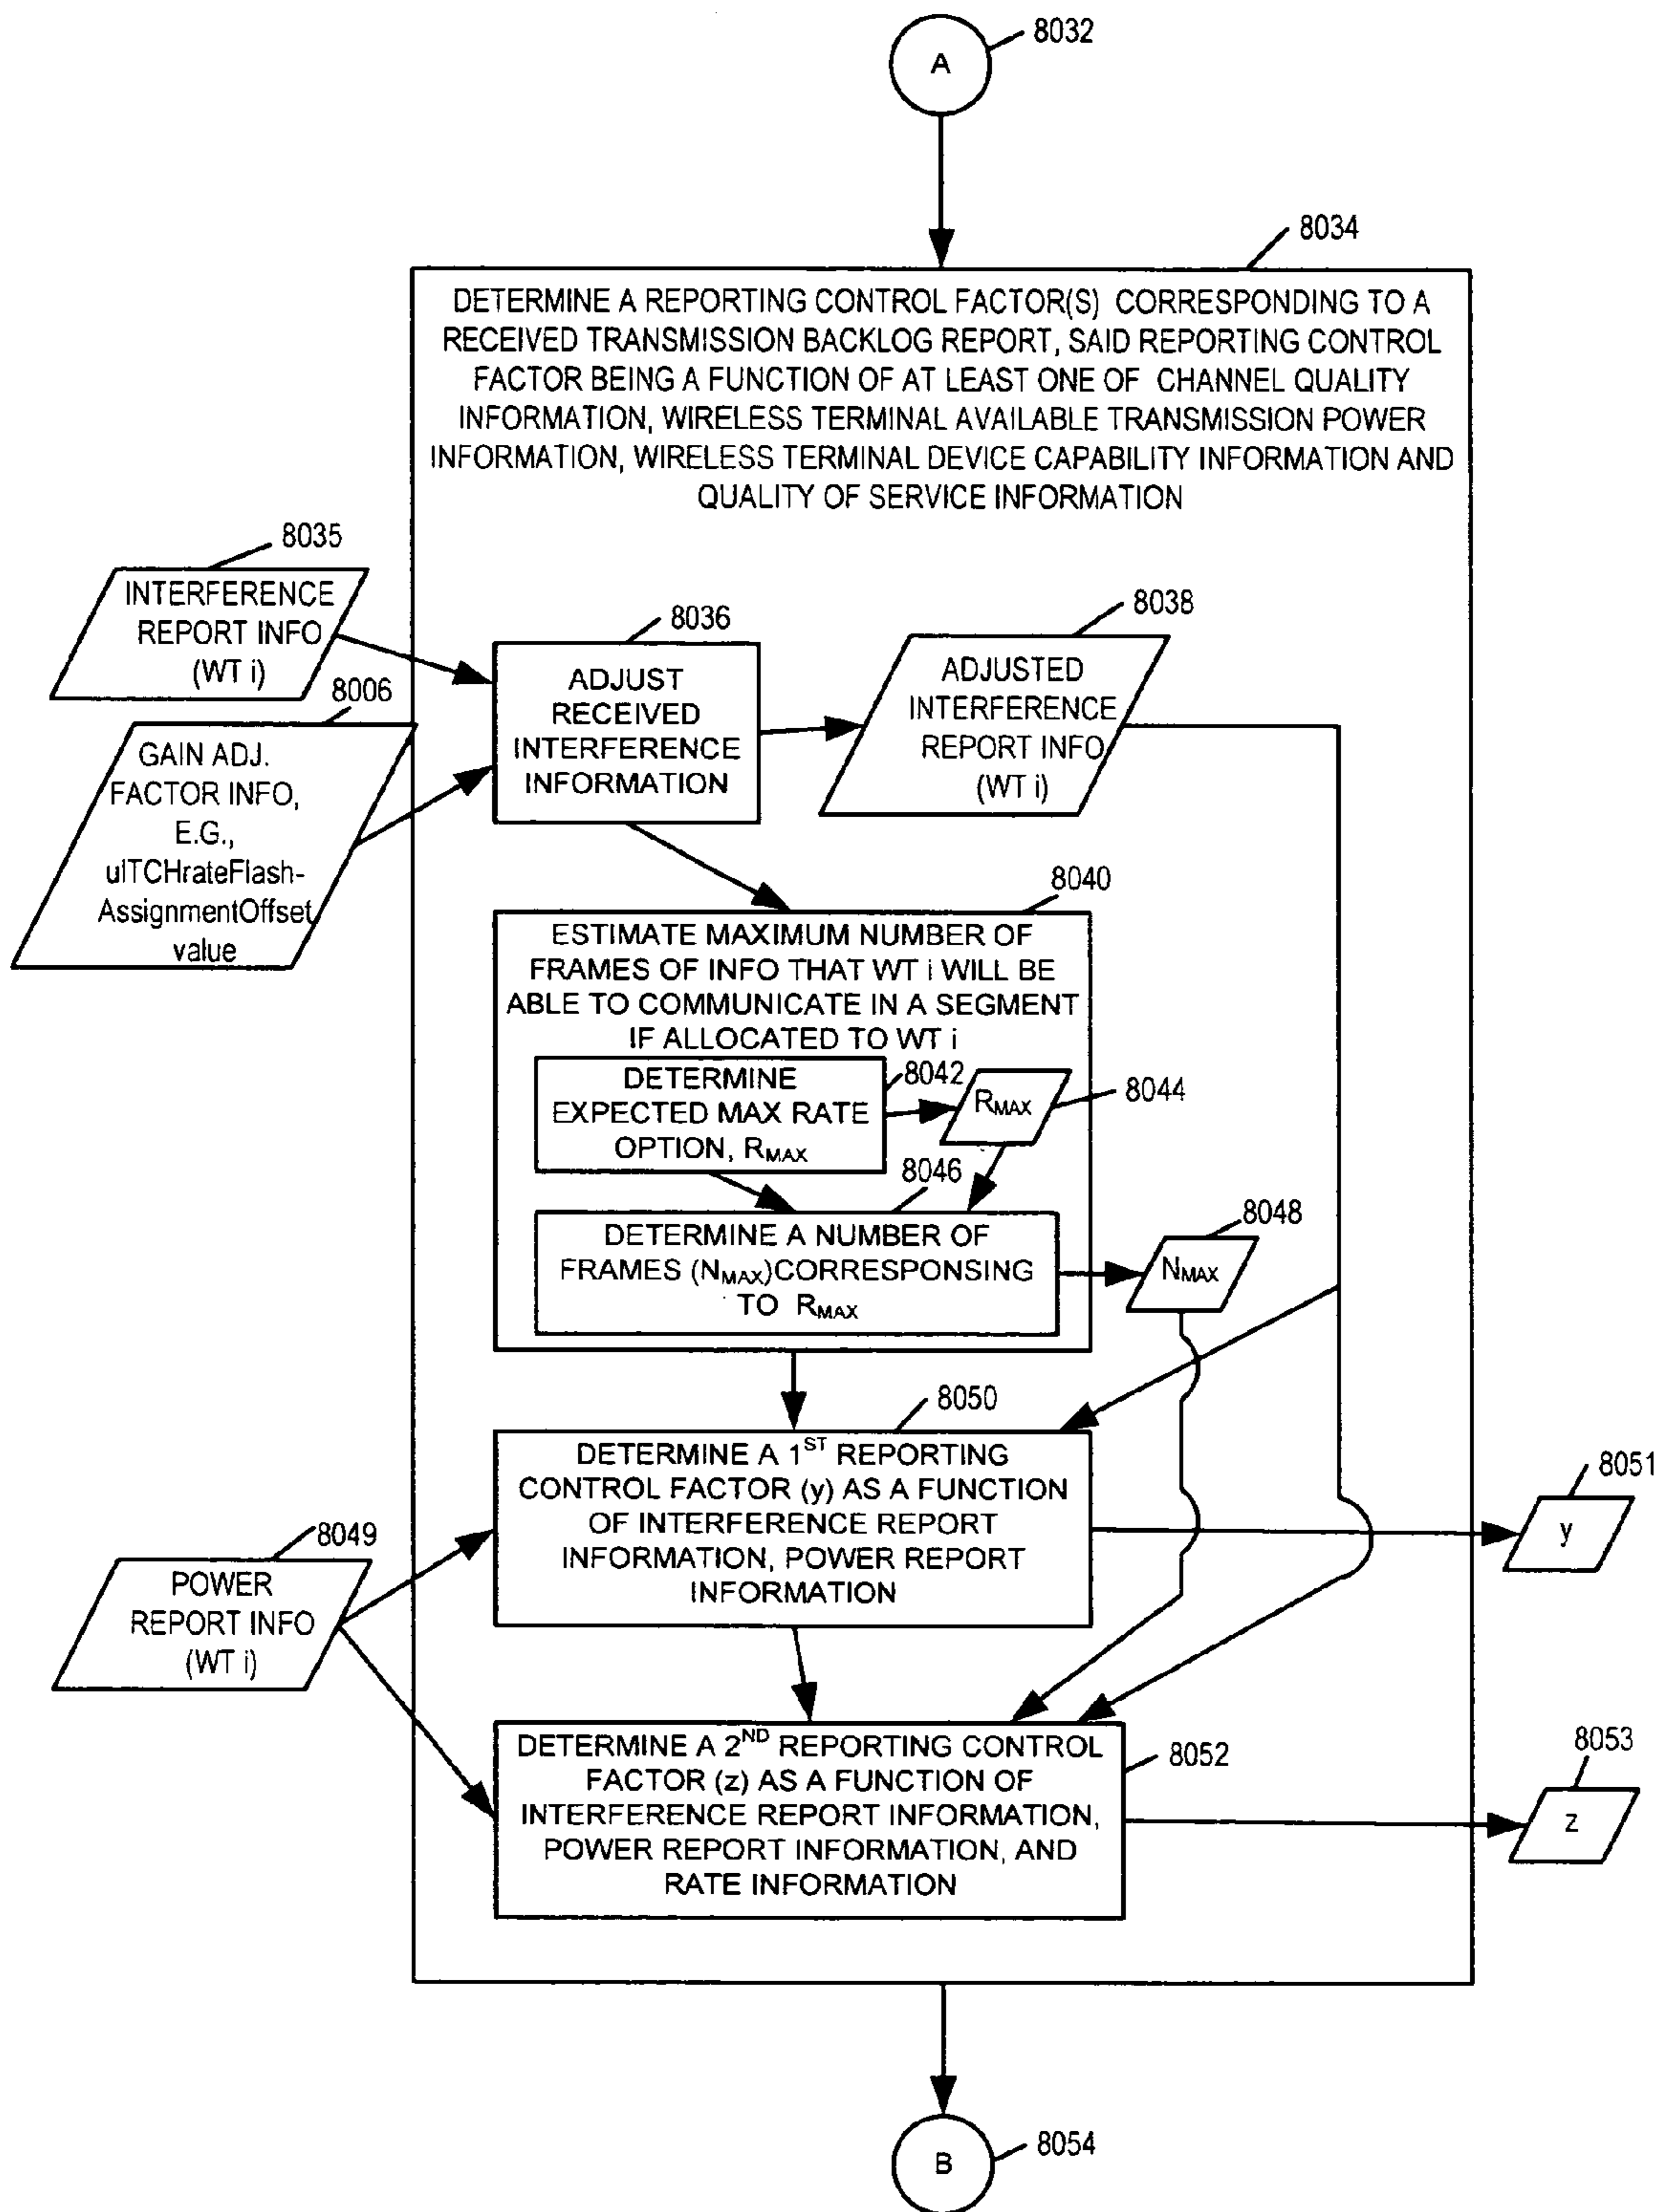 A
8032
8034
DETERMINE A REPORTING CONTROL FACTOR(S) CORRESPONDING TO A
RECEIVED TRANSMISSION BACKLOG REPORT, SAID REPORTING CONTROL
FACTOR BEING A FUNCTION OF AT LEAST ONE OF CHANNEL QUALITY
INFORMATION, WIRELESS TERMINAL AVAILABLE TRANSMISSION POWER
INFORMATION, WIRELESS TERMINAL DEVICE CAPABILITY INFORMATION AND
QUALITY OF SERVICE INFORMATION
8035
INTERFERENCE
REPORT INFO
(WT i)
8006
GAIN ADJ.
FACTOR INFO,
E.G.,
ulTCHrateFlash-
AssignmentOffset
value
8036
ADJUST
RECEIVED
INTERFERENCE
INFORMATION
8038
ADJUSTED
INTERFERENCE
REPORT INFO
(WT i)
8040
ESTIMATE MAXIMUM NUMBER OF
FRAMES OF INFO THAT WT i WILL BE
ABLE TO COMMUNICATE IN A SEGMENT
IF ALLOCATED TO WT i
8042
DETERMINE
EXPECTED MAX RATE
OPTION, RMAX
RMAX
8044
8046
DETERMINE A NUMBER OF
FRAMES (NMAX)CORRESPONSING
TO RMAX
8048
NMAX
8050
DETERMINE A 1ST REPORTING
CONTROL FACTOR (y) AS A FUNCTION
OF INTERFERENCE REPORT
INFORMATION, POWER REPORT
INFORMATION
8051
y
8049
POWER
REPORT INFO
(WT i)
DETERMINE A 2ND REPORTING CONTROL
FACTOR (z) AS A FUNCTION OF
INTERFERENCE REPORT INFORMATION,
POWER REPORT INFORMATION, AND
RATE INFORMATION
8052
8053
z
B
8054